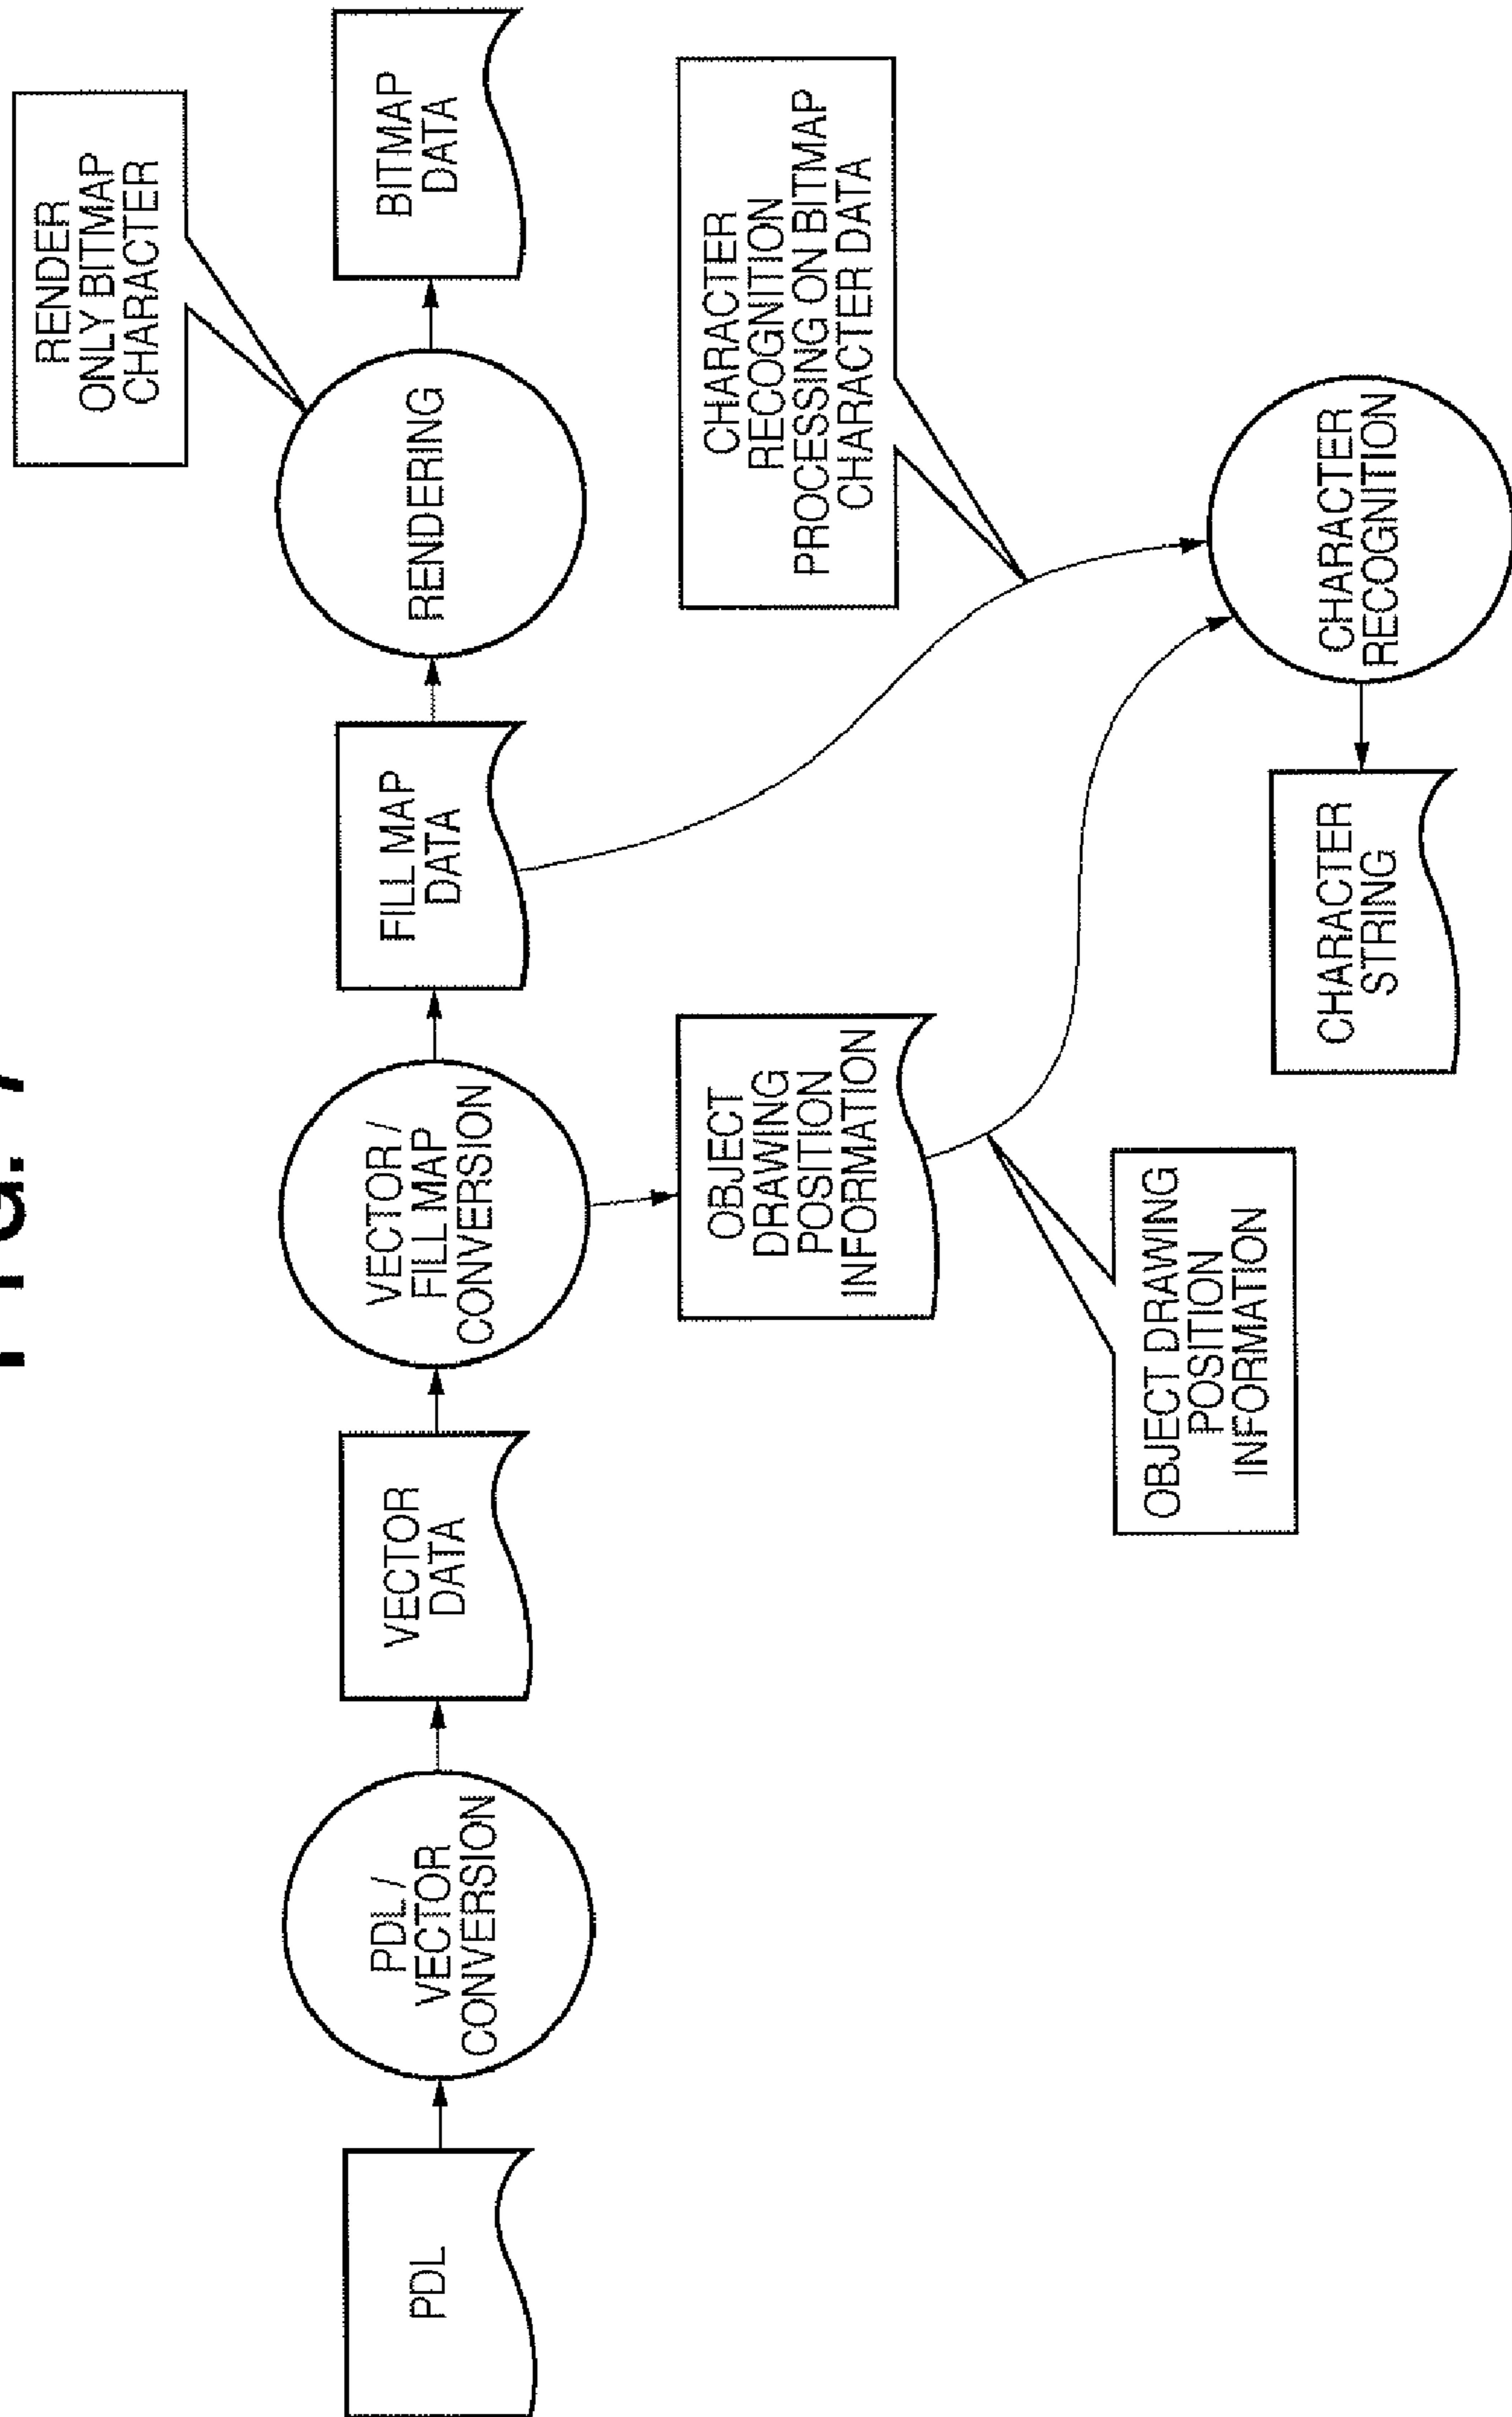 FIG. 7
RENDER
ONLY BITMAP
CHARACTER
PDL
PDL /
VECTOR
CONVERSION
VECTOR
DATA
VECTOR /
FILL MAP
CONVERSION
FILL MAP
DATA
RENDERING
BITMAP
DATA
OBJECT
DRAWING
POSITION
INFORMATION
CHARACTER
RECOGNITION
PROCESSING ON BITMAP
CHARACTER DATA
OBJECT DRAWING
POSITION
INFORMATION
CHARACTER
STRING
CHARACTER
RECOGNITION